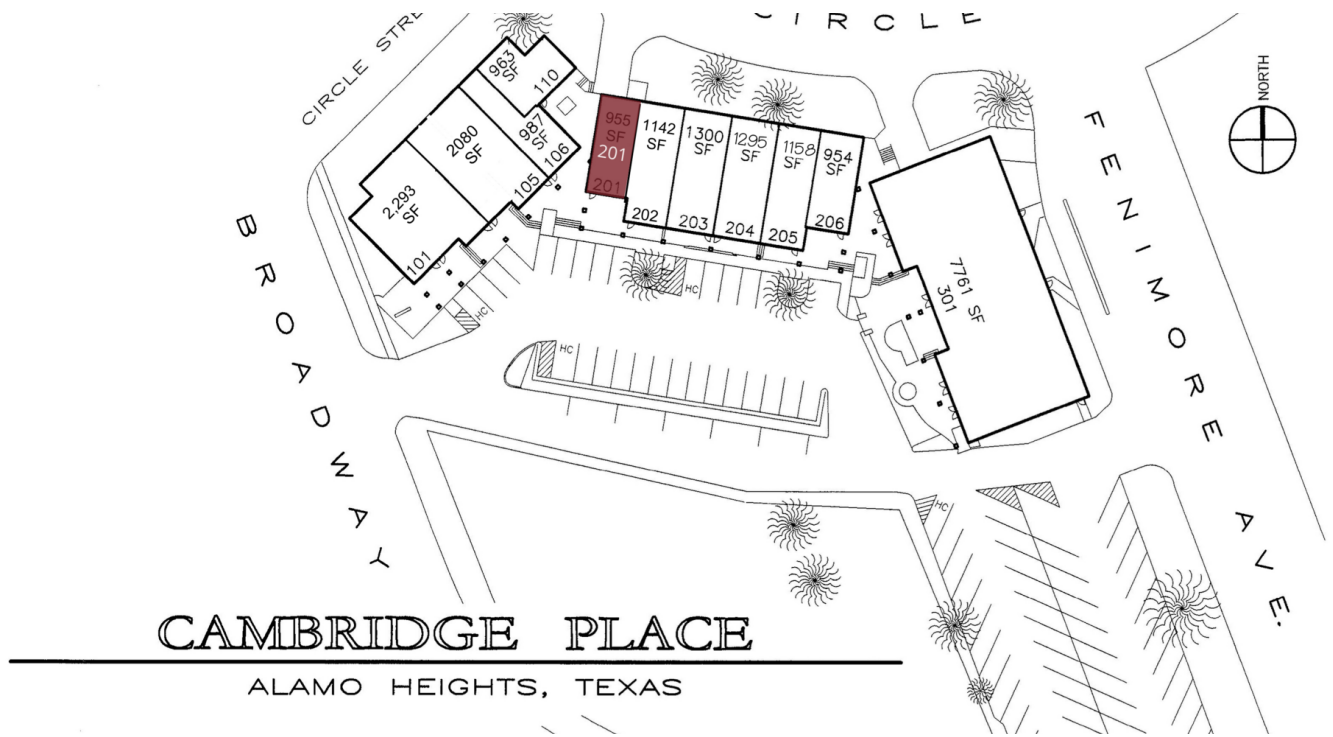 CIRCLE
CIRCLE STRE
NORTH
963
SF
110
987
SF
106
2080
SF
105
2,293
SF
101
955
SF
201
201
1142
SF
202
1300
SF
203
1295
SF
204
1158
SF
205
954
SF
206
7761 SF
301
HC
HC
HC
HC
BROADWAY
FENIMORE AVE.
CAMBRIDGE PLACE
ALAMO HEIGHTS, TEXAS